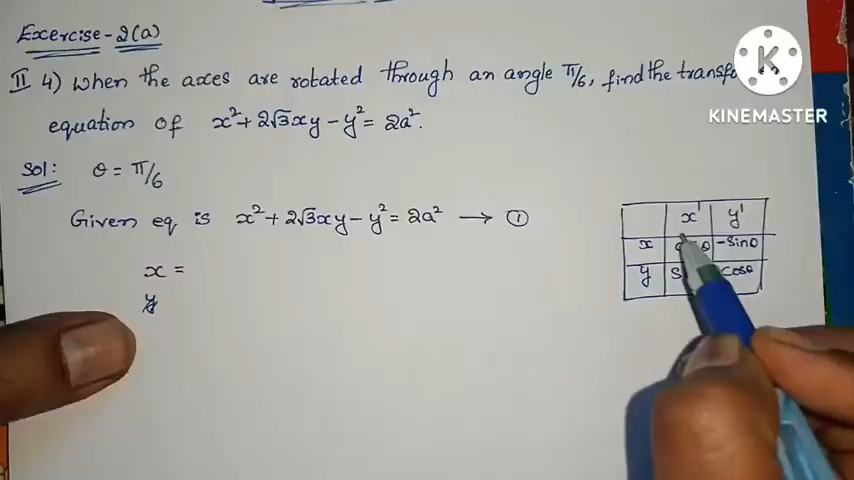 Exercise-2(a)
II 4) When the axes are rotated through an angle π/6, find the transfo
equation of x²+2√3xy-y²=2a².
Sol: θ = π/6
Given eq is x²+2√3xy-y²=2a² → ①
x =
y
x' y'
x -sinθ
y cosθ
K
KINEMASTER